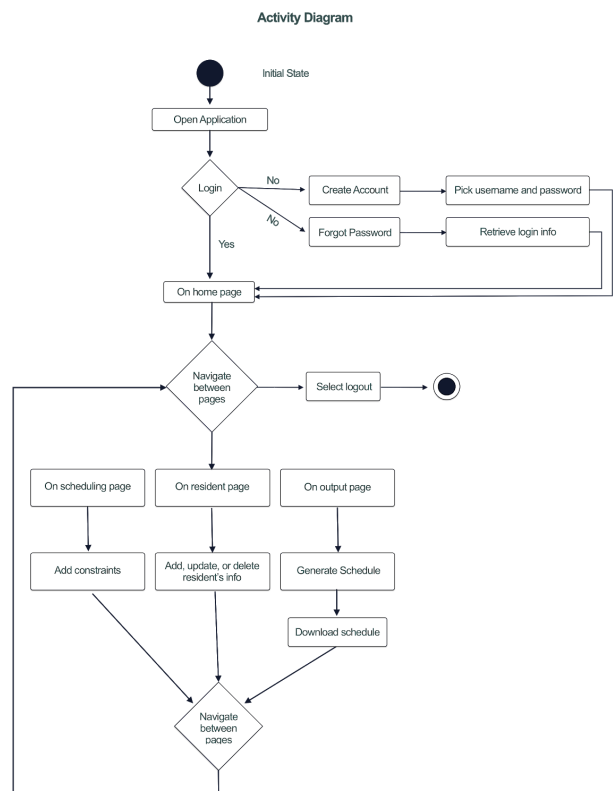 Activity Diagram
Initial State
Open Application
Login
No
Create Account
Pick username and password
No
Forgot Password
Retrieve login info
Yes
On home page
Navigate
between
pages
Select logout
On scheduling page
On resident page
On output page
Add constraints
Add, update, or delete
resident's info
Generate Schedule
Download schedule
Navigate
between
pages